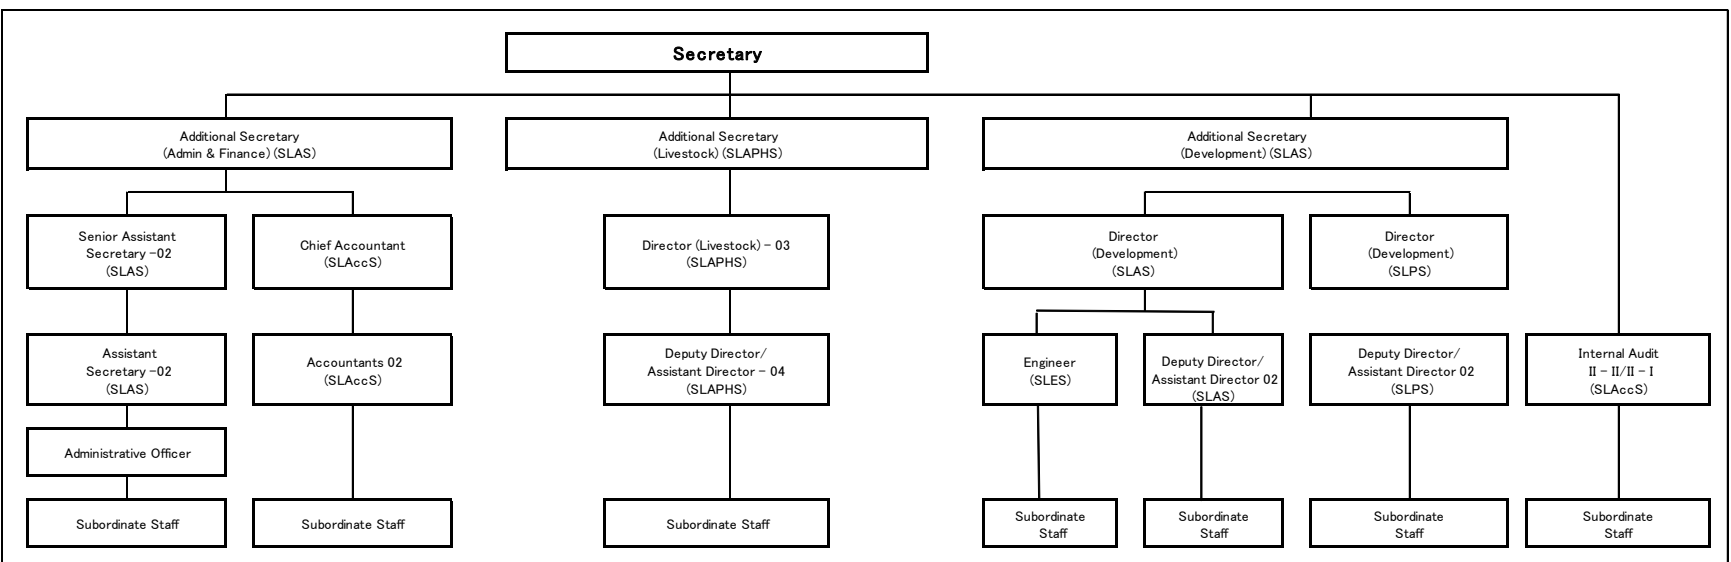 Secretary
Additional Secretary
(Admin & Finance) (SLAS)
Additional Secretary
(Livestock) (SLAPHS)
Additional Secretary
(Development) (SLAS)
Senior Assistant
Secretary -02
(SLAS)
Chief Accountant
(SLAccS)
Director (Livestock) - 03
(SLAPHS)
Director
(Development)
(SLAS)
Director
(Development)
(SLPS)
Assistant
Secretary -02
(SLAS)
Accountants 02
(SLAccS)
Deputy Director/
Assistant Director - 04
(SLAPHS)
Engineer
(SLES)
Deputy Director/
Assistant Director 02
(SLAS)
Deputy Director/
Assistant Director 02
(SLPS)
Internal Audit
II - II/II - I
(SLAccS)
Administrative Officer
Subordinate Staff
Subordinate Staff
Subordinate Staff
Subordinate
Staff
Subordinate
Staff
Subordinate
Staff
Subordinate
Staff